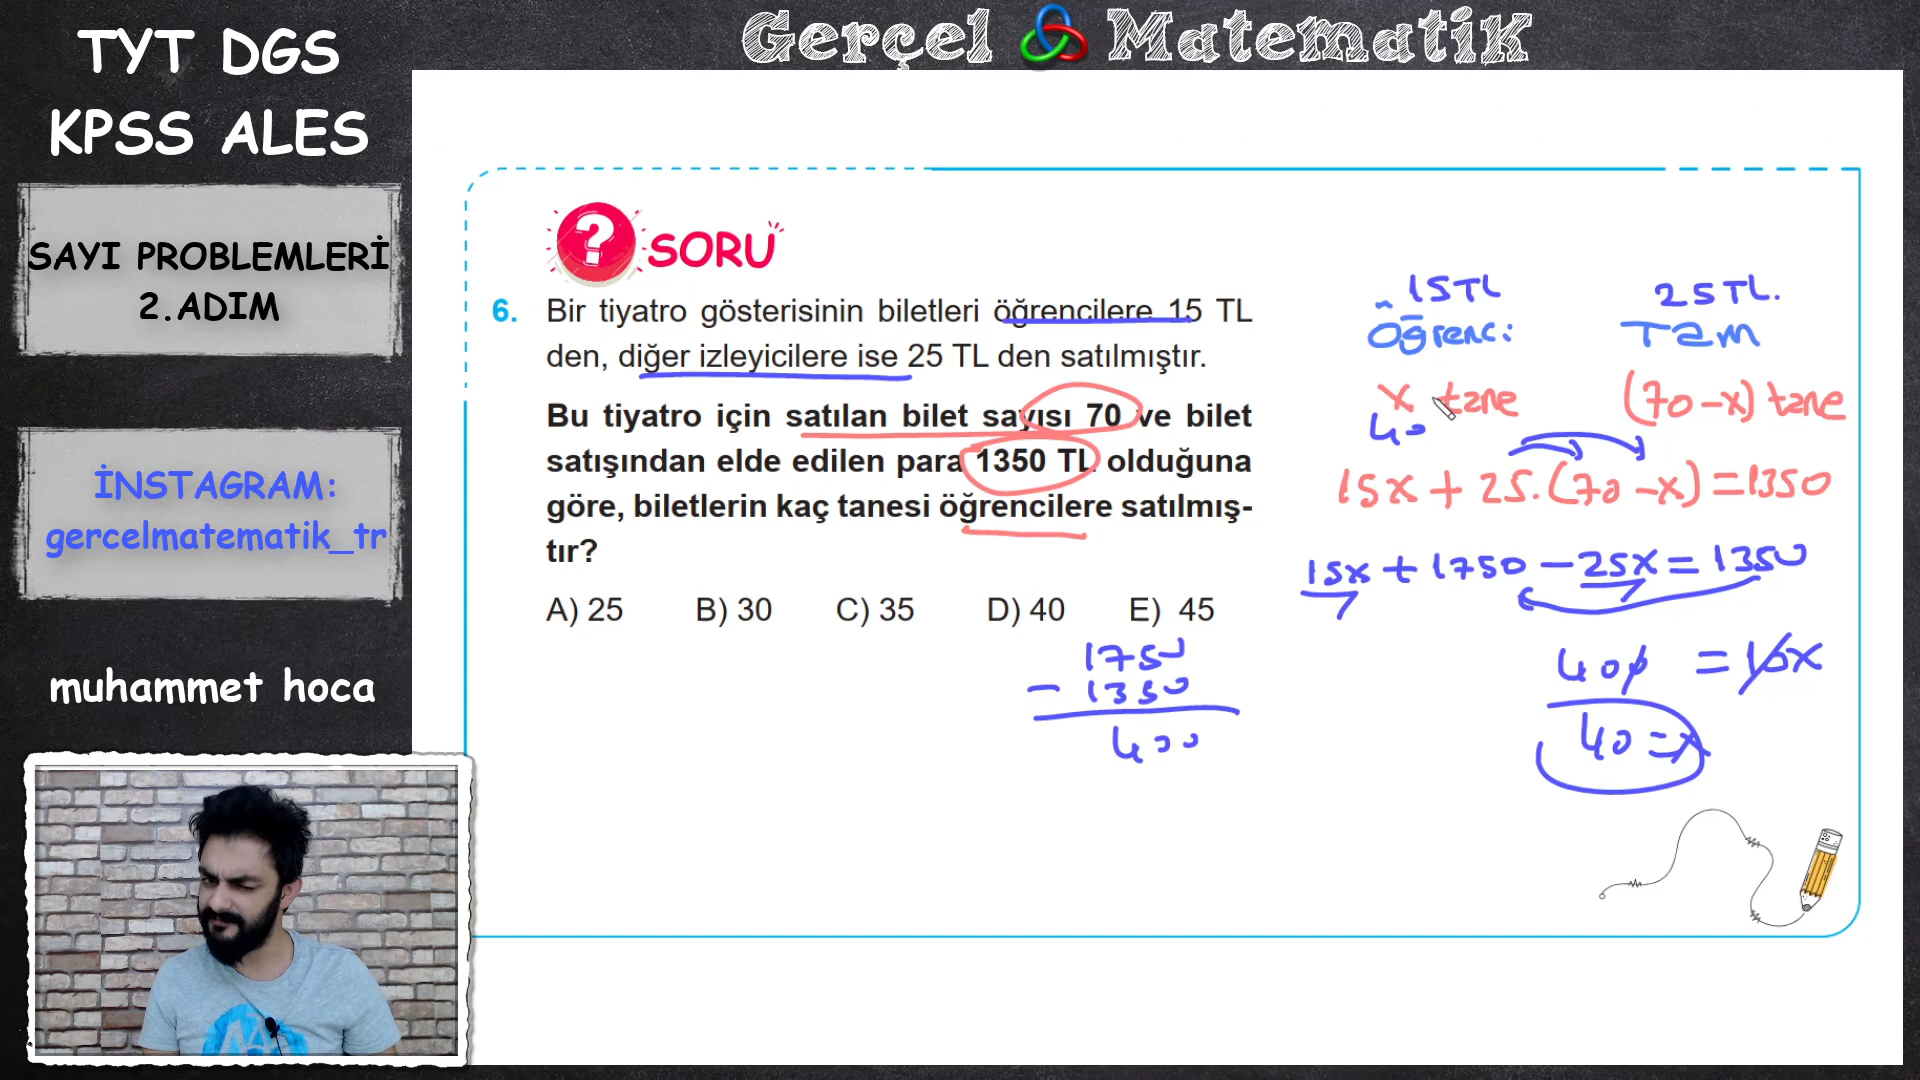 TYT DGS
KPSS ALES
Gerçel Matematik
SAYI PROBLEMLERİ
2.ADIM
İNSTAGRAM:
gercelmatematik_tr
muhammet hoca
? SORU
6. Bir tiyatro gösterisinin biletleri öğrencilere 15 TL
den, diğer izleyicilere ise 25 TL den satılmıştır.
Bu tiyatro için satılan bilet sayısı 70 ve bilet
satışından elde edilen para 1350 TL olduğuna
göre, biletlerin kaç tanesi öğrencilere satılmış-
tır?
A) 25 B) 30 C) 35 D) 40 E) 45
1750
- 1350
400
15TL 25TL.
Öğrenci Tam
x tane (70-x) tane
40
15x + 25.(70-x)=1350
15x + 1750 - 25x = 1350
400 = 10x
40 = x